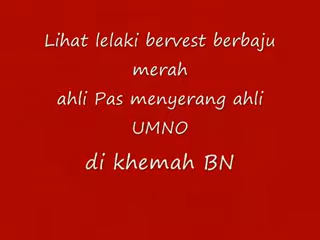 Lihat lelaki bervest berbaju
merah
ahli Pas menyerang ahli
UMNO
di khemah BN